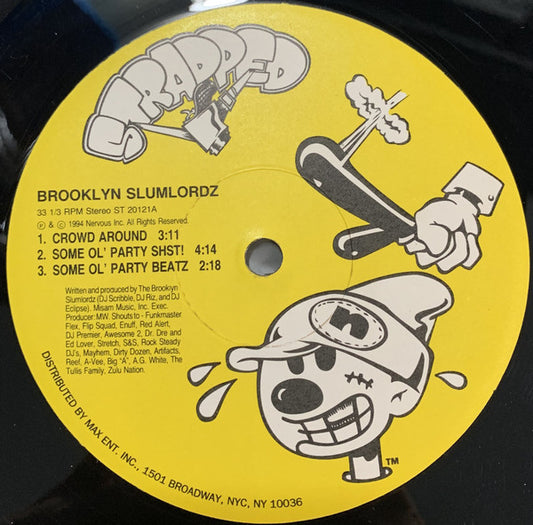 STRAPPED
BROOKLYN SLUMLORDZ
33 1/3 RPM Stereo ST 20121A
℗ & © 1994 Nervous Inc. All Rights Reserved.
1. CROWD AROUND 3:11
2. SOME OL' PARTY SHST! 4:14
3. SOME OL' PARTY BEATZ 2:18
Written and produced by The Brooklyn
Slumlordz (DJ Scribble, DJ Riz, and DJ
Eclipse). Misam Music, Inc. Exec.
Producer: MW. Shouts to - Funkmaster
Flex, Flip Squad, Enuff, Red Alert,
DJ Premier, Awesome 2, Dr. Dre and
Ed Lover, Stretch, S&S, Rock Steady
DJ's, Mayhem, Dirty Dozen, Artifacts,
Reef, A-Vee, Big "A", A.G. White, The
Tullis Family, Zulu Nation.
n
TM
DISTRIBUTED BY MAX ENT. INC., 1501 BROADWAY, NYC, NY 10036